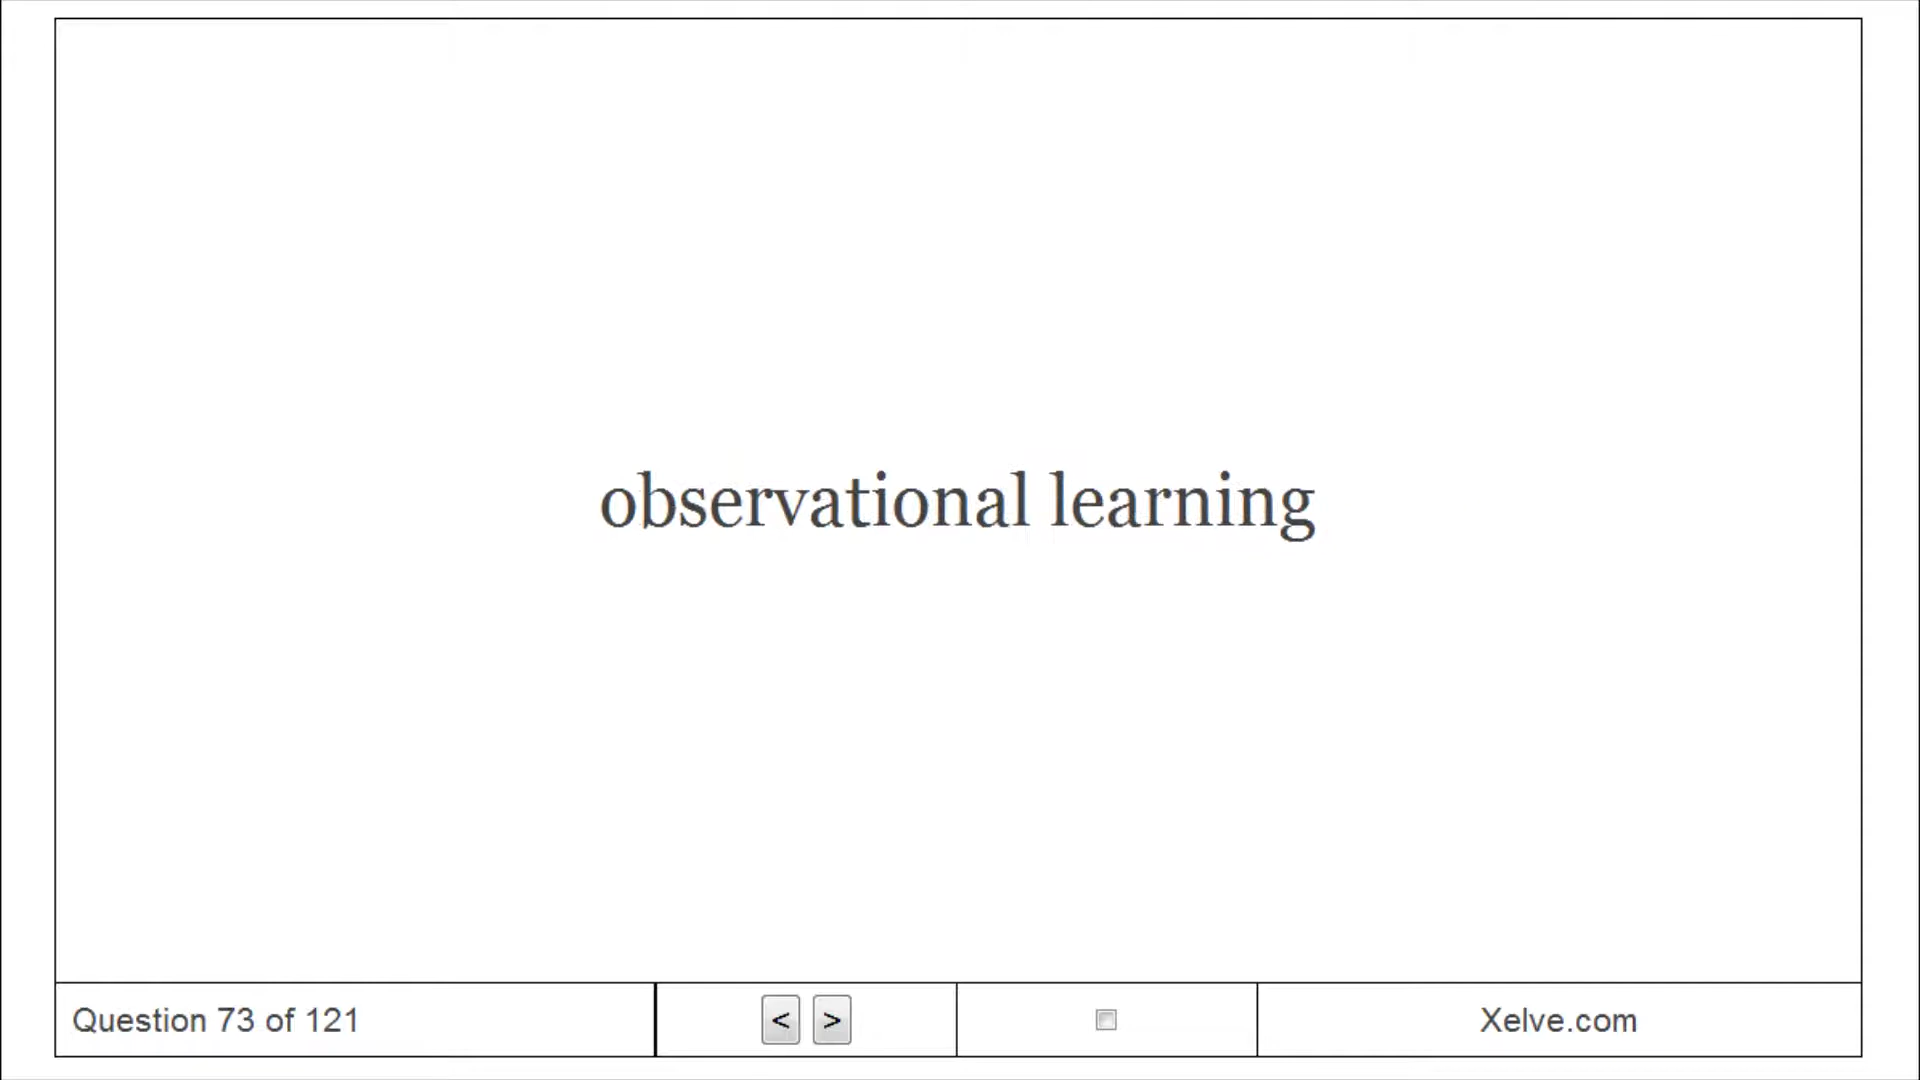 observational learning
Question 73 of 121
< >
Xelve.com